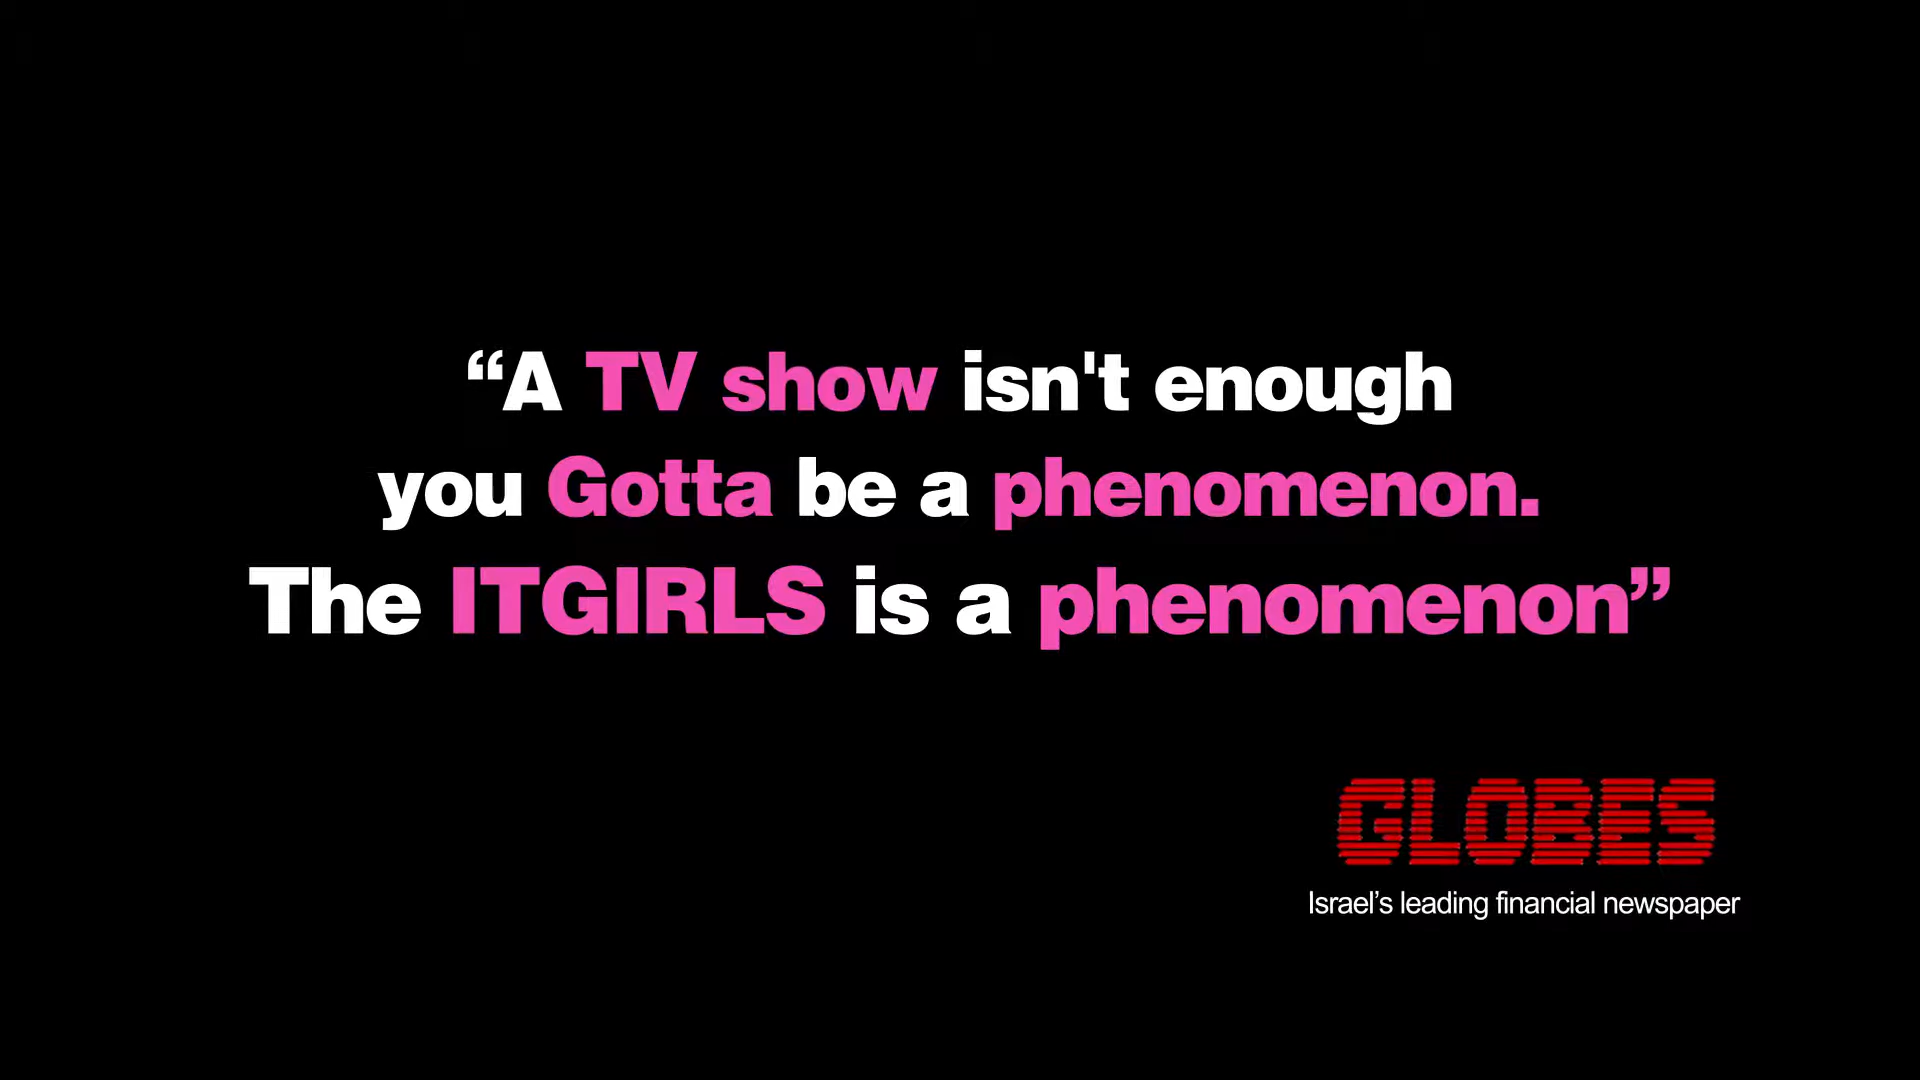 “A TV show isn't enough
you Gotta be a phenomenon.
The ITGIRLS is a phenomenon”
GLOBES
Israel’s leading financial newspaper